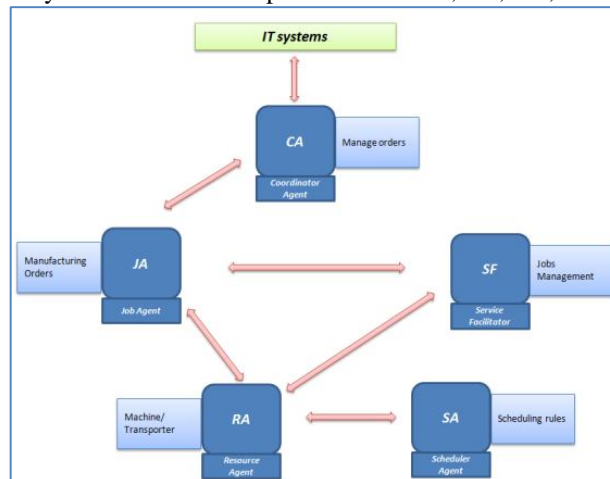 IT systems
CA
Manage orders
Coordinator
Agent
Manufacturing
Orders
JA
Job Agent
SF
Jobs
Management
Service
Facilitator
Machine/
Transporter
RA
Resource
Agent
SA
Scheduling rules
Scheduler
Agent